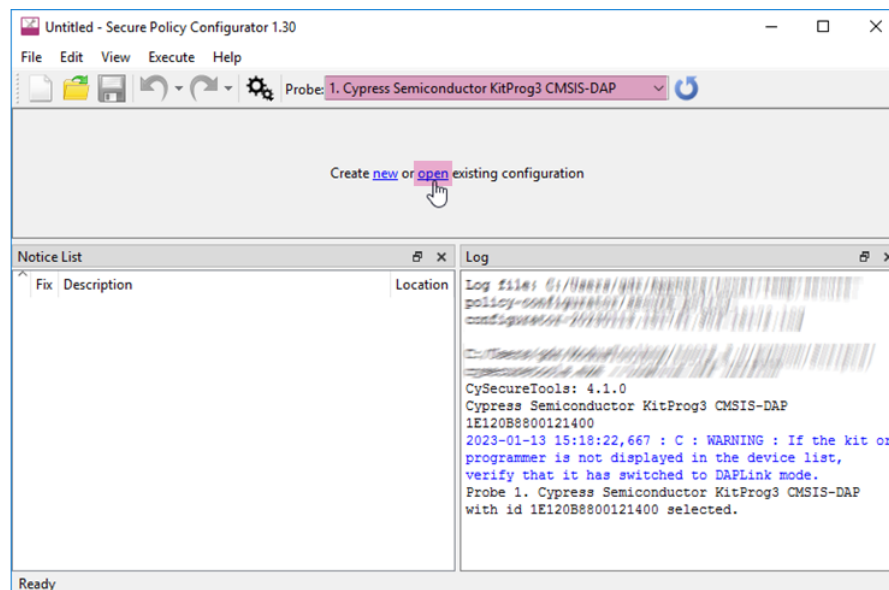 Untitled - Secure Policy Configurator 1.30
File Edit View Execute Help
Probe: 1. Cypress Semiconductor KitProg3 CMSIS-DAP
Create new or open existing configuration
Notice List
Fix Description Location
Log
Log file:
CySecureTools: 4.1.0
Cypress Semiconductor KitProg3 CMSIS-DAP
1E120B8800121400
2023-01-13 15:18:22,667 : C : WARNING : If the kit or
programmer is not displayed in the device list,
verify that it has switched to DAPLink mode.
Probe 1. Cypress Semiconductor KitProg3 CMSIS-DAP
with id 1E120B8800121400 selected.
Ready